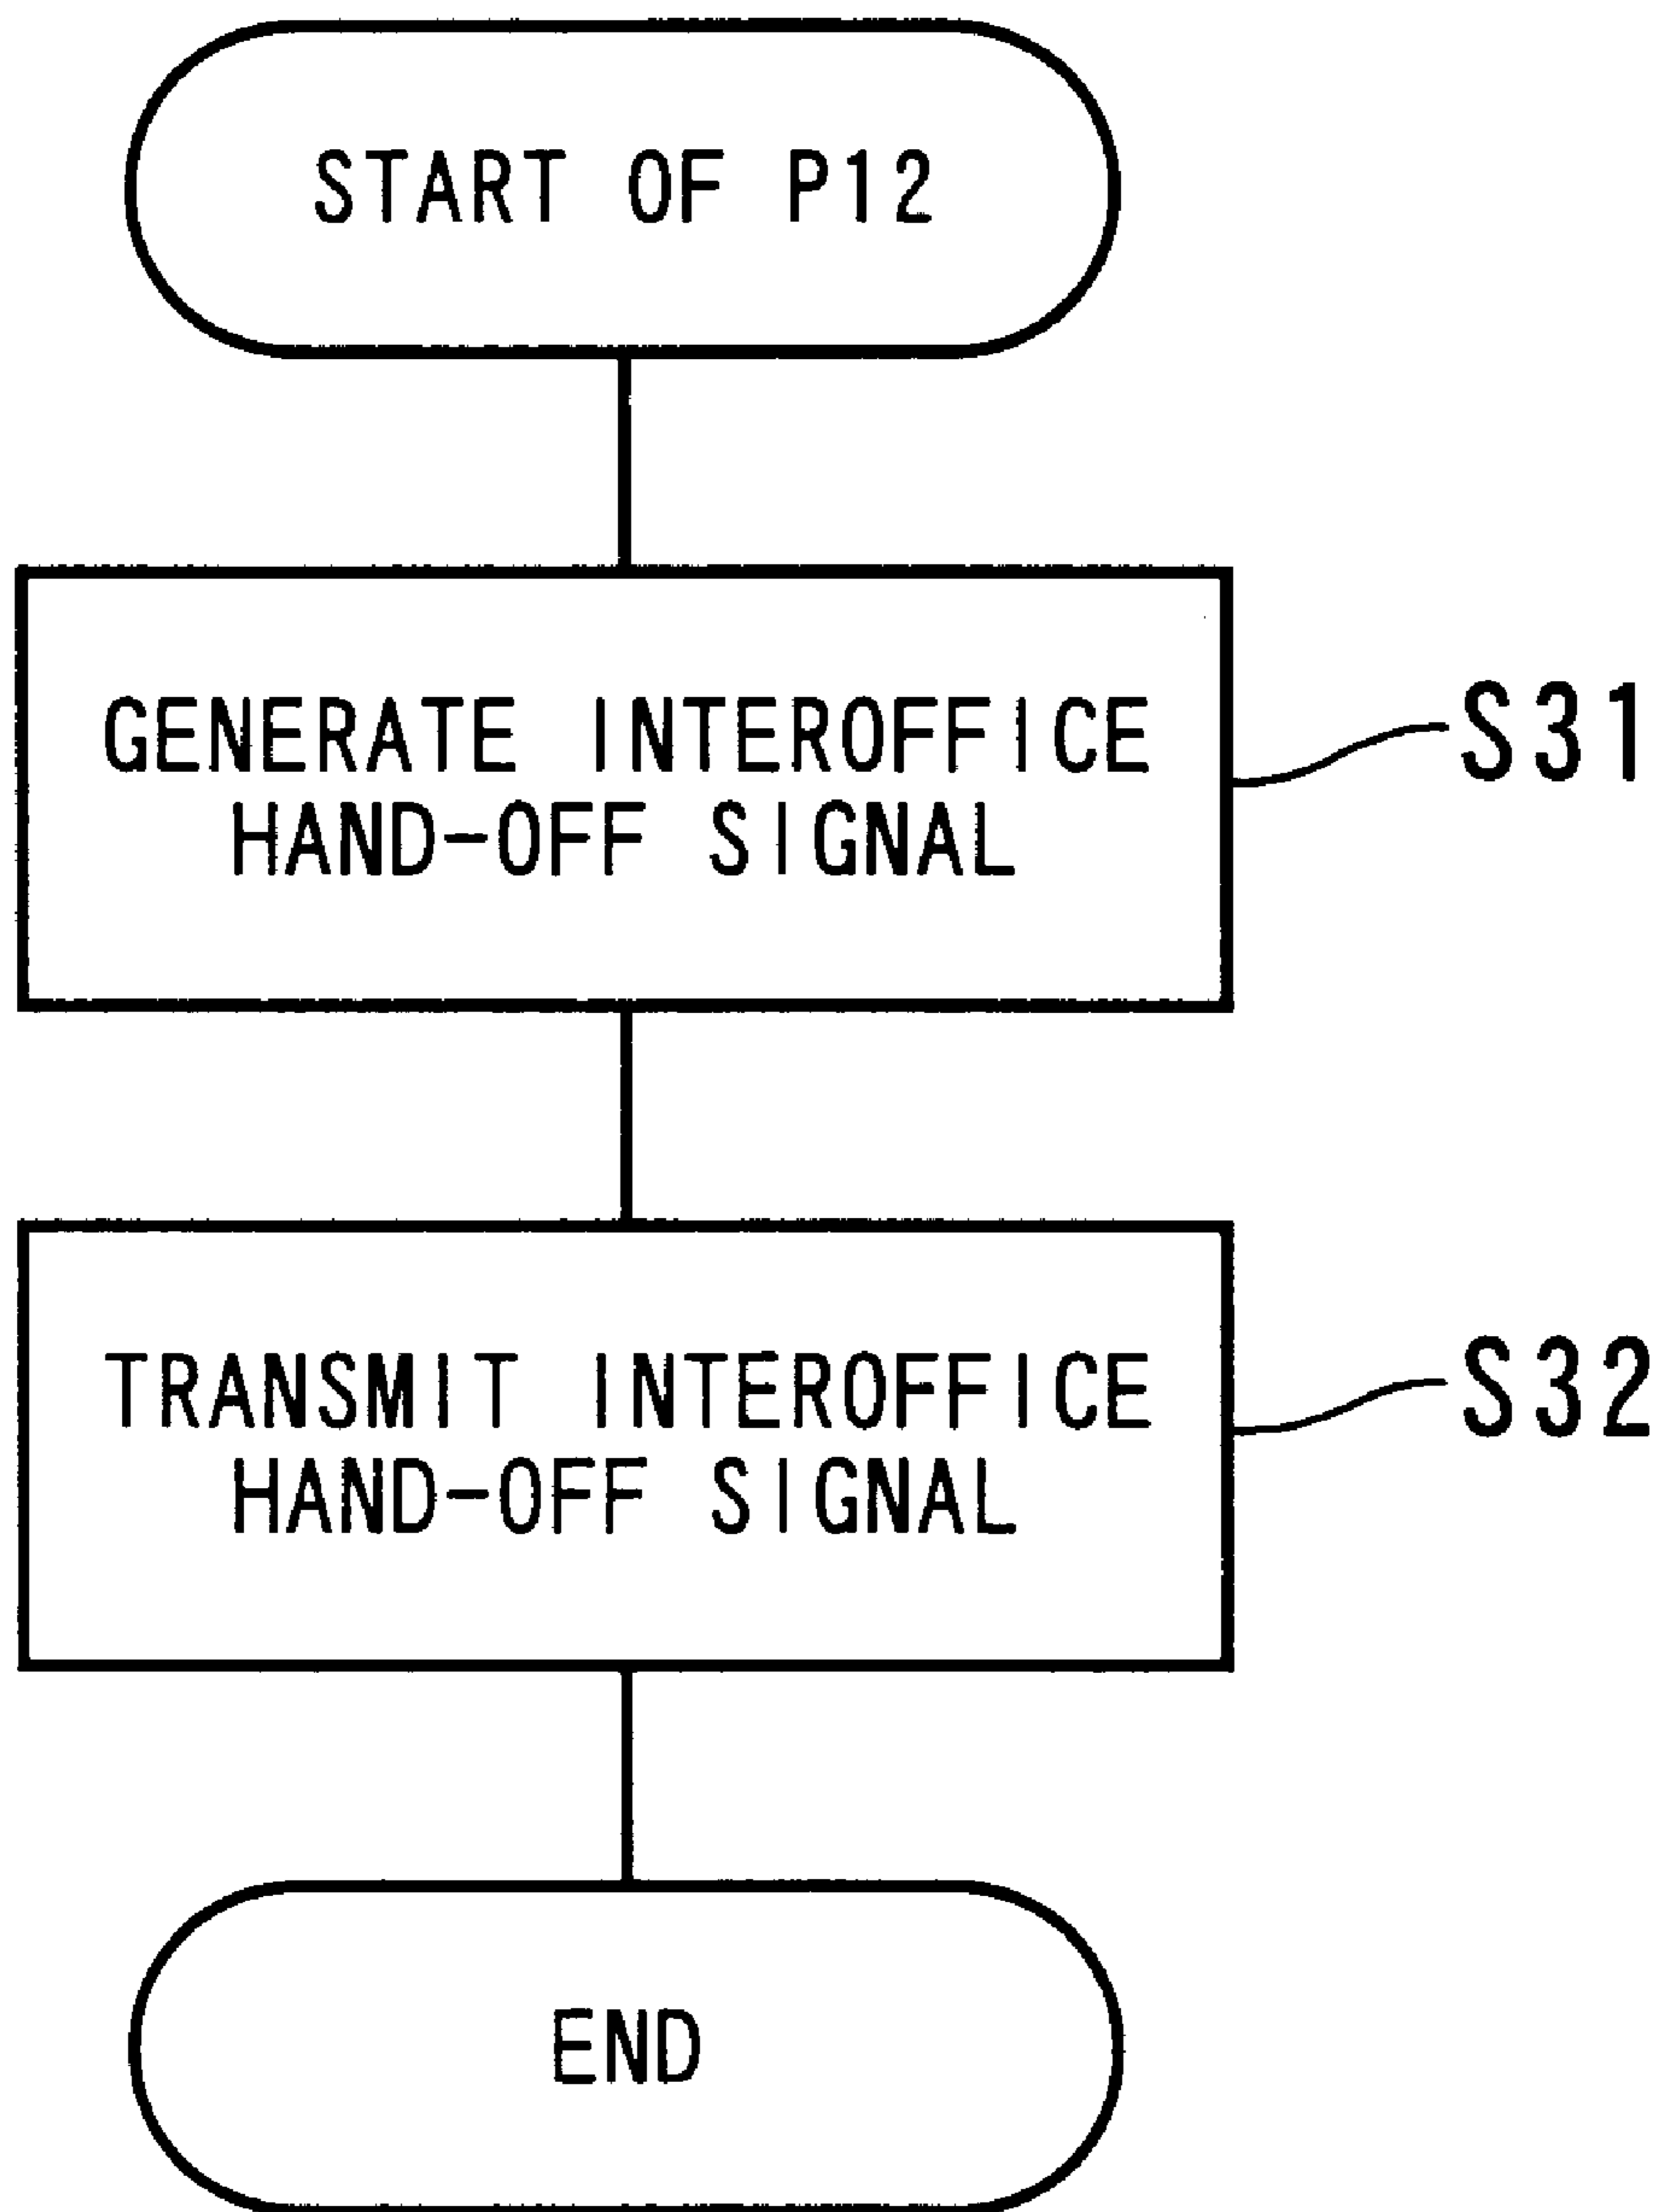 START OF P12
GENERATE INTEROFFICE
HAND-OFF SIGNAL
S31
TRANSMIT INTEROFFICE
HAND-OFF SIGNAL
S32
END